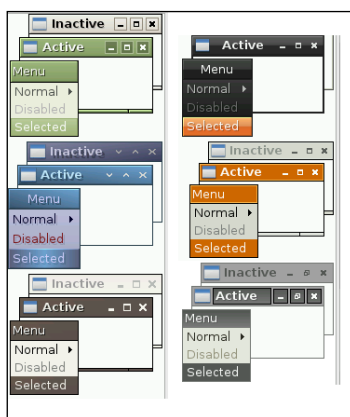 Inactive
Active
Menu
Normal
Disabled
Selected
Inactive
Active
Menu
Normal
Disabled
Selected
Inactive
Active
Menu
Normal
Disabled
Selected
Active
Menu
Normal
Disabled
Selected
Inactive
Active
Menu
Normal
Disabled
Selected
Inactive
Active
Menu
Normal
Disabled
Selected